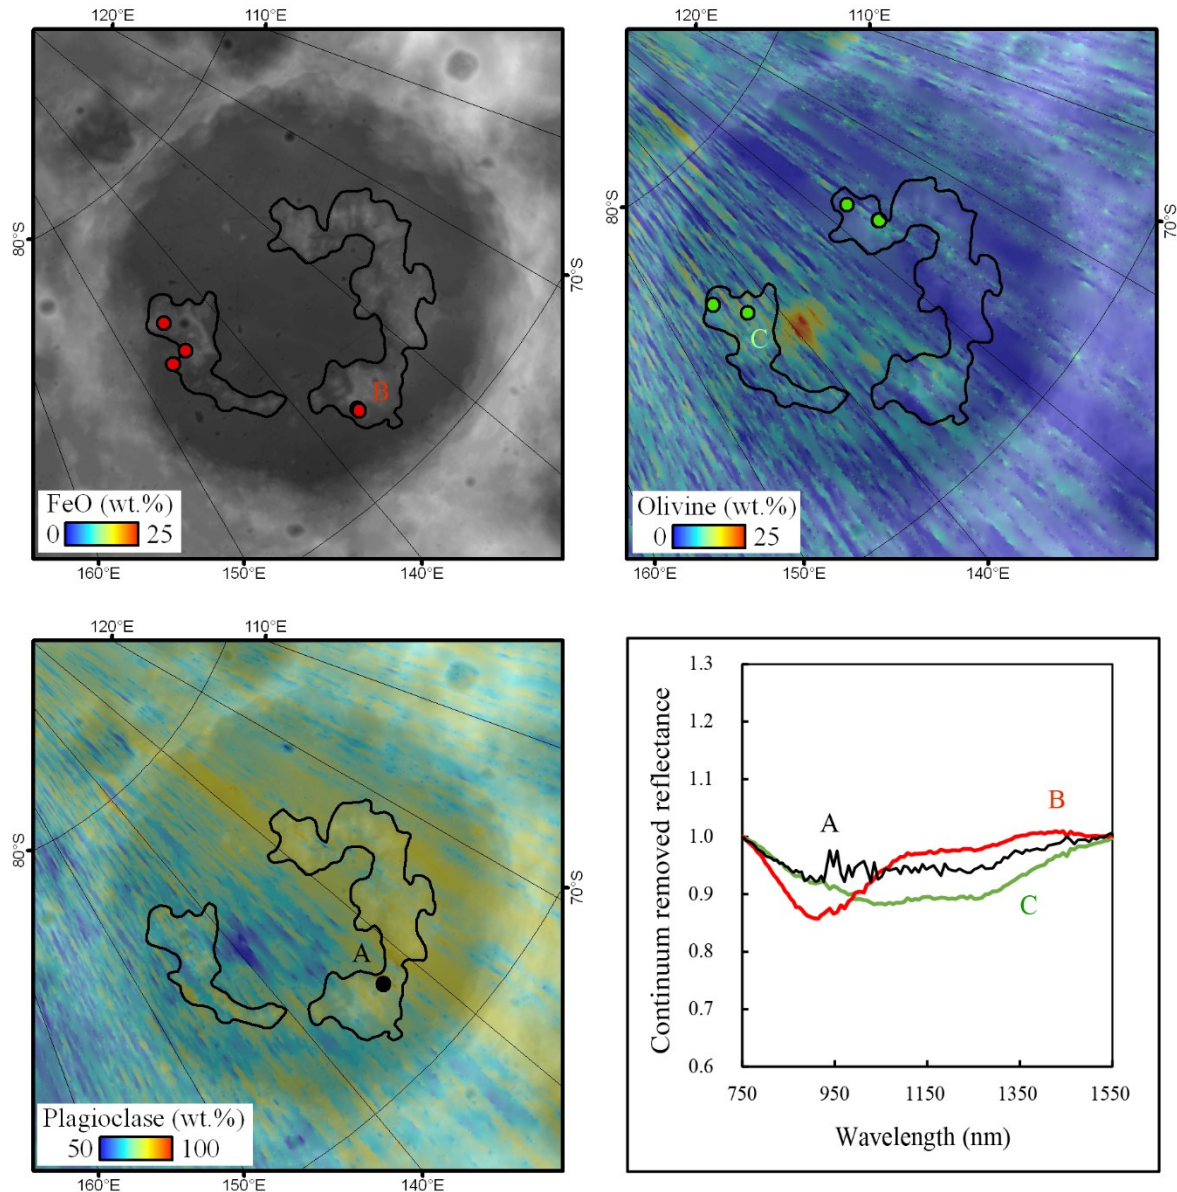 120°E 110°E
80°S
70°S
B
FeO (wt.%)
0 25
160°E 150°E 140°E
120°E 110°E
80°S
70°S
C
Olivine (wt.%)
0 25
160°E 150°E 140°E
120°E 110°E
80°S
70°S
A
Plagioclase (wt.%)
50 100
160°E 150°E 140°E
Continuum removed reflectance
1.3
1.2
1.1
1.0
0.9
0.8
0.7
0.6
A
B
C
750 950 1150 1350 1550
Wavelength (nm)